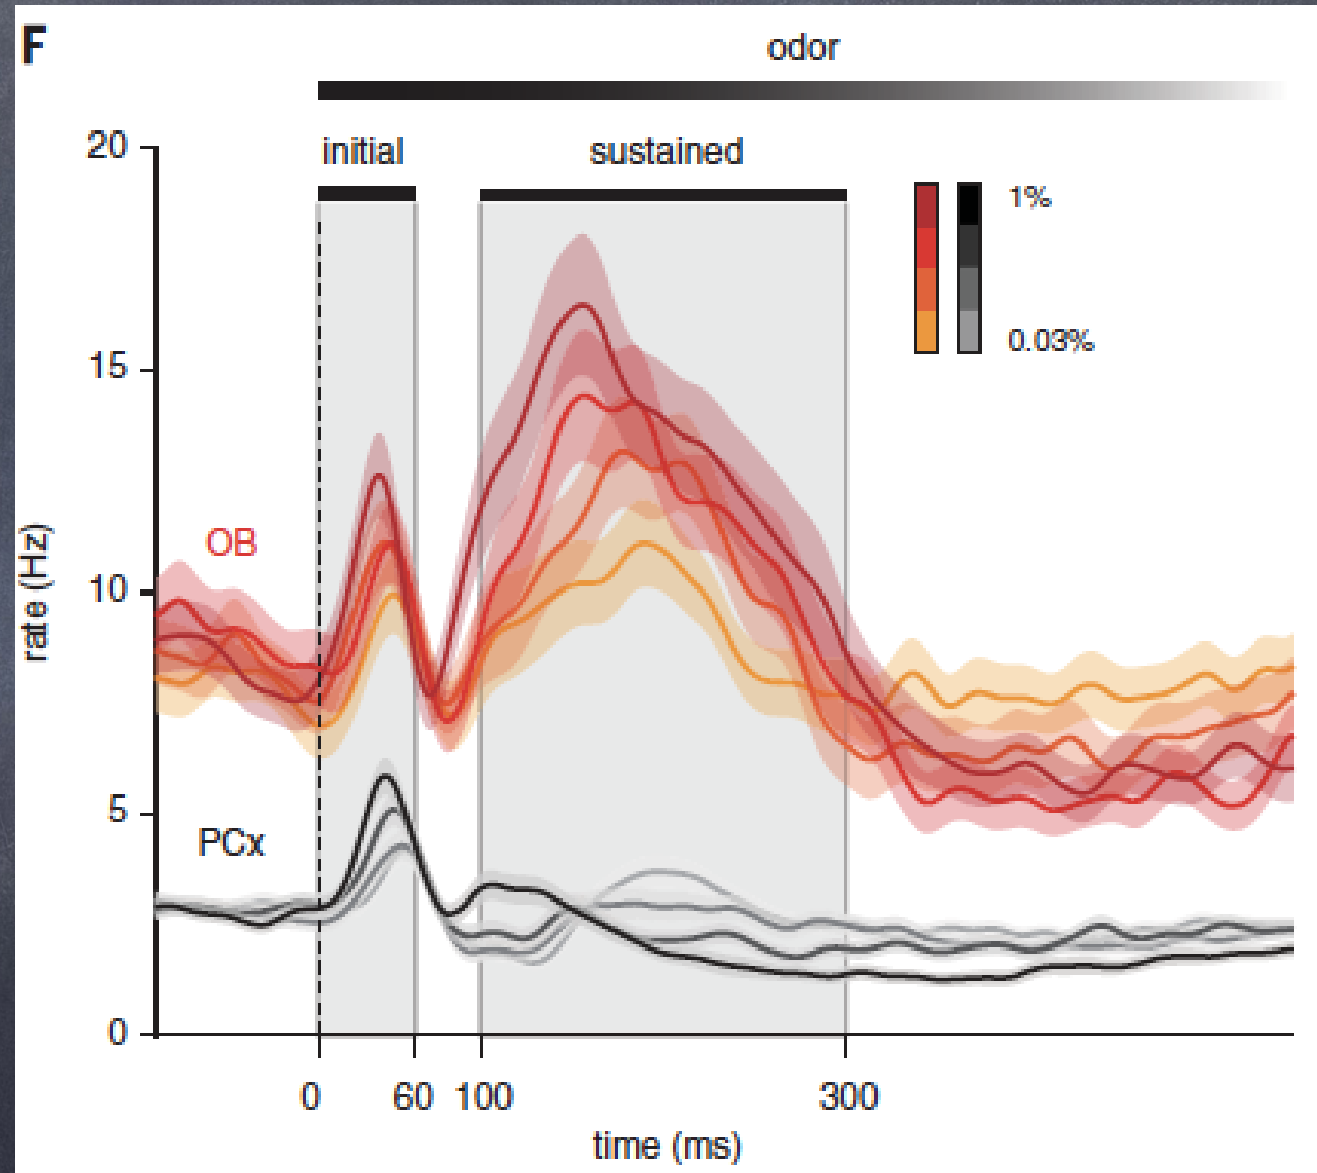 F
odor
initial
sustained
20
15
10
5
0
1%
0.03%
OB
PCx
rate (Hz)
0 60 100 300
time (ms)